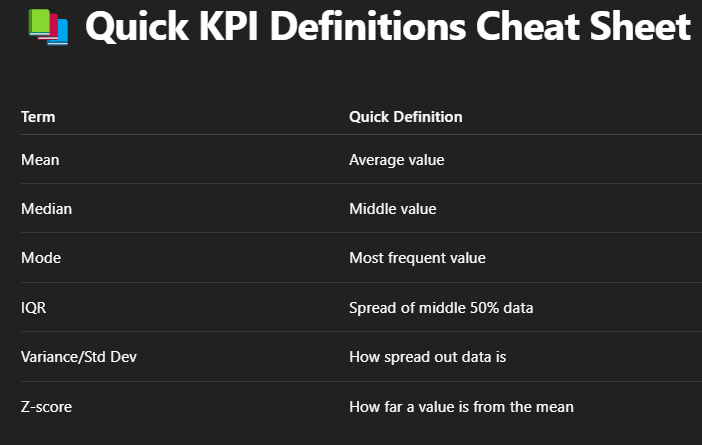 Quick KPI Definitions Cheat Sheet
Term Quick Definition
Mean Average value
Median Middle value
Mode Most frequent value
IQR Spread of middle 50% data
Variance/Std Dev How spread out data is
Z-score How far a value is from the mean